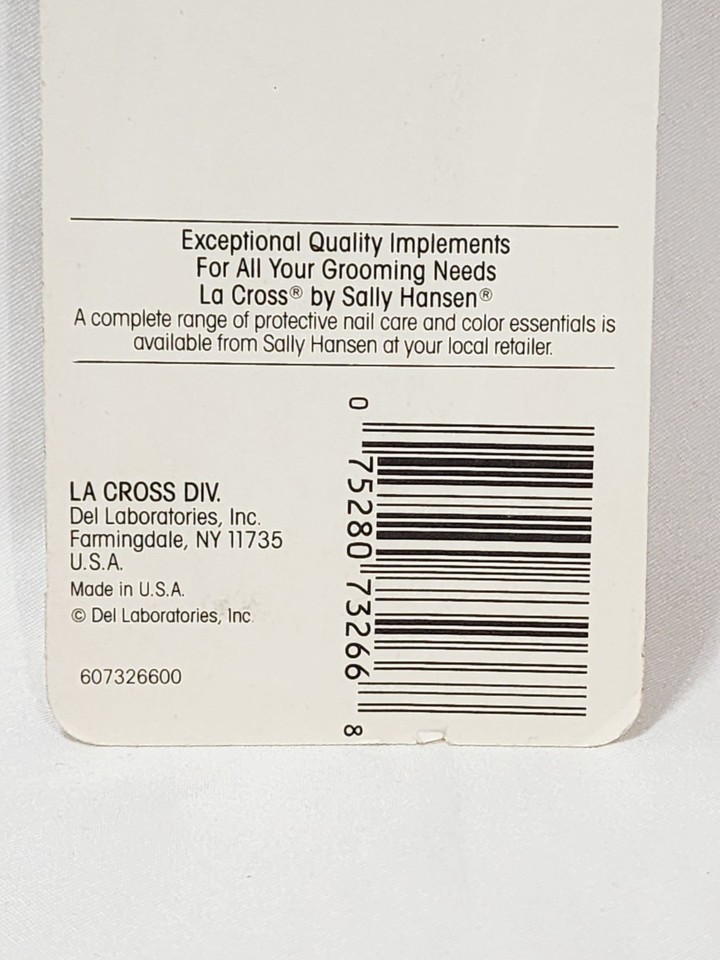 Exceptional Quality Implements
For All Your Grooming Needs
La Cross® by Sally Hansen®
A complete range of protective nail care and color essentials is
available from Sally Hansen at your local retailer.
LA CROSS DIV.
Del Laboratories, Inc.
Farmingdale, NY 11735
U.S.A.
Made in U.S.A.
© Del Laboratories, Inc.
607326600
0 75280 73266 8